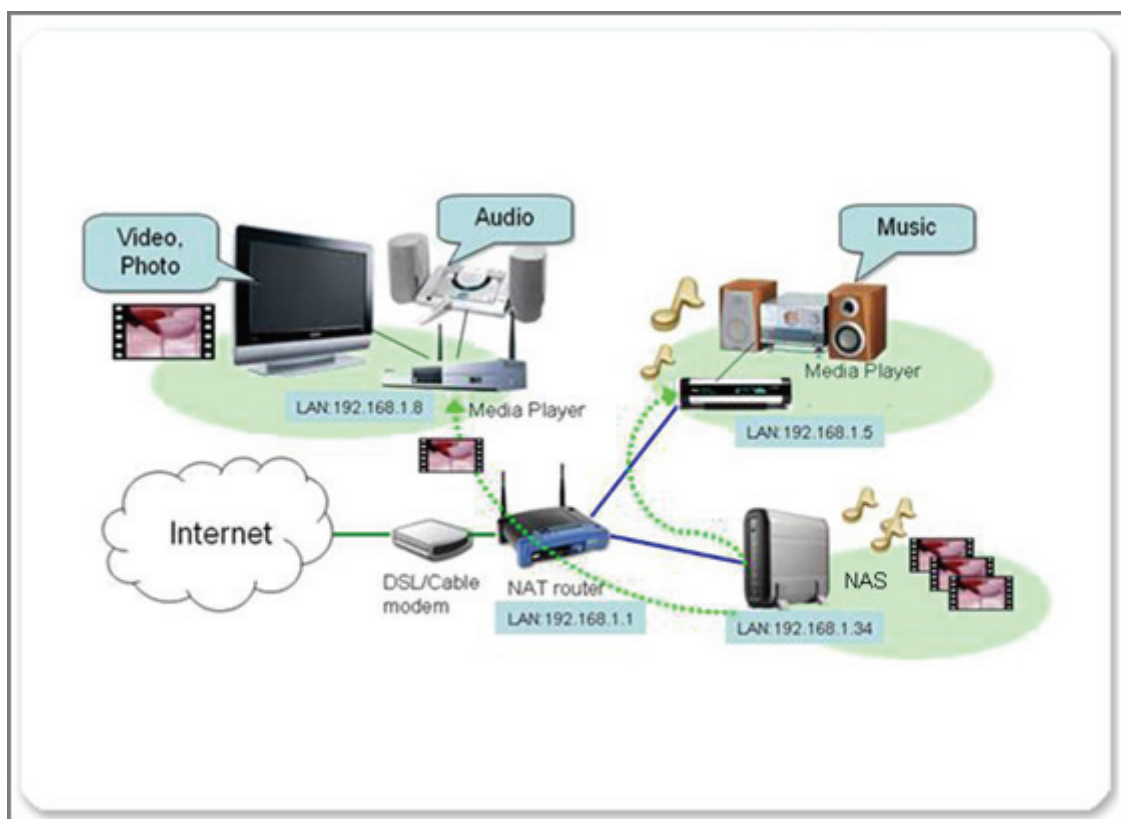 Video,
Photo
Audio
Music
LAN:192.168.1.8
Media Player
Media Player
LAN:192.168.1.5
Internet
DSL/Cable
modem
NAT router
LAN:192.168.1.1
NAS
LAN:192.168.1.34